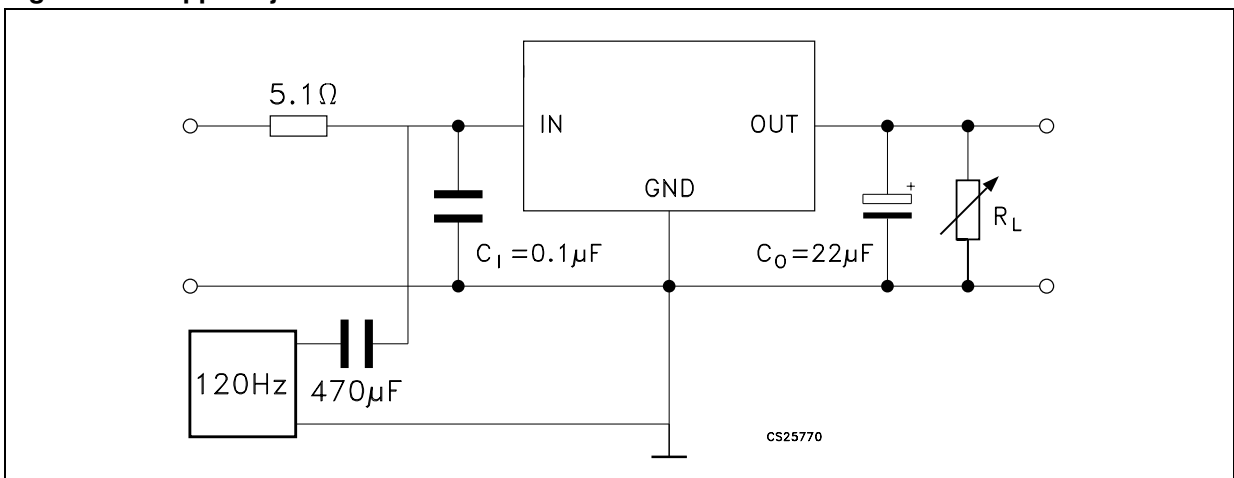 5.1Ω
IN
OUT
GND
C_I=0.1µF
C_O=22µF
R_L
120Hz
470µF
CS25770